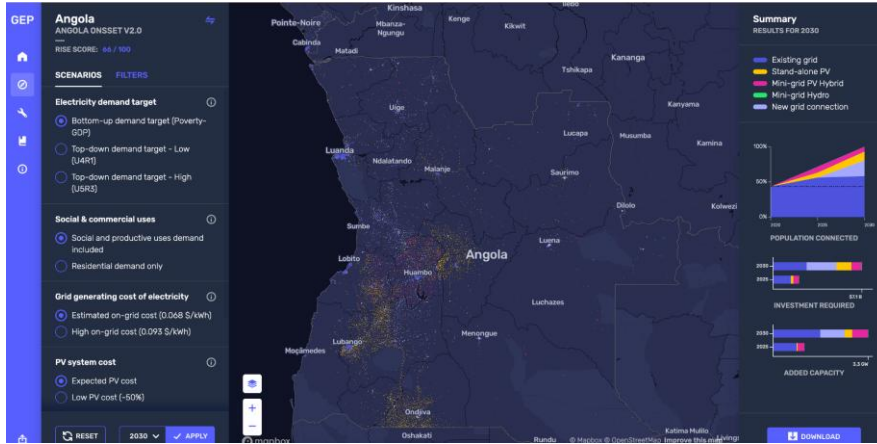 GEP
Angola
ANGOLA ONSSET V2.0
RISE SCORE: 66 / 100
SCENARIOS
FILTERS
Electricity demand target
Bottom-up demand target (Poverty-
GDP)
Top-down demand target - Low
(U4R1)
Top-down demand target - High
(U5R3)
Social & commercial uses
Social and productive uses demand
included
Residential demand only
Grid generating cost of electricity
Estimated on-grid cost (0.068 $/kWh)
High on-grid cost (0.093 $/kWh)
PV system cost
Expected PV cost
Low PV cost (-50%)
RESET
2030
APPLY
Kinshasa
Pointe-Noire
Mbanza-
Ngungu
Kenge
Kikwit
Cabinda
Matadi
Tshikapa
Kananga
Kanyama
Uige
Lucapa
Musumba
Kamina
Luanda
Ndalatando
Malanje
Saurimo
Dilolo
Kolwezi
Sumbe
Luena
Angola
Lobito
Huambo
Luchazes
Menongue
Lubango
Moçâmedes
Ondjiva
Oshakati
Rundu
Katima Mulilo
mapbox
© Mapbox © OpenStreetMap Improve this map
Summary
RESULTS FOR 2030
Existing grid
Stand-alone PV
Mini-grid PV Hybrid
Mini-grid Hydro
New grid connection
100%
50%
0%
2030
POPULATION CONNECTED
2030
INVESTMENT REQUIRED
2030
ADDED CAPACITY
DOWNLOAD